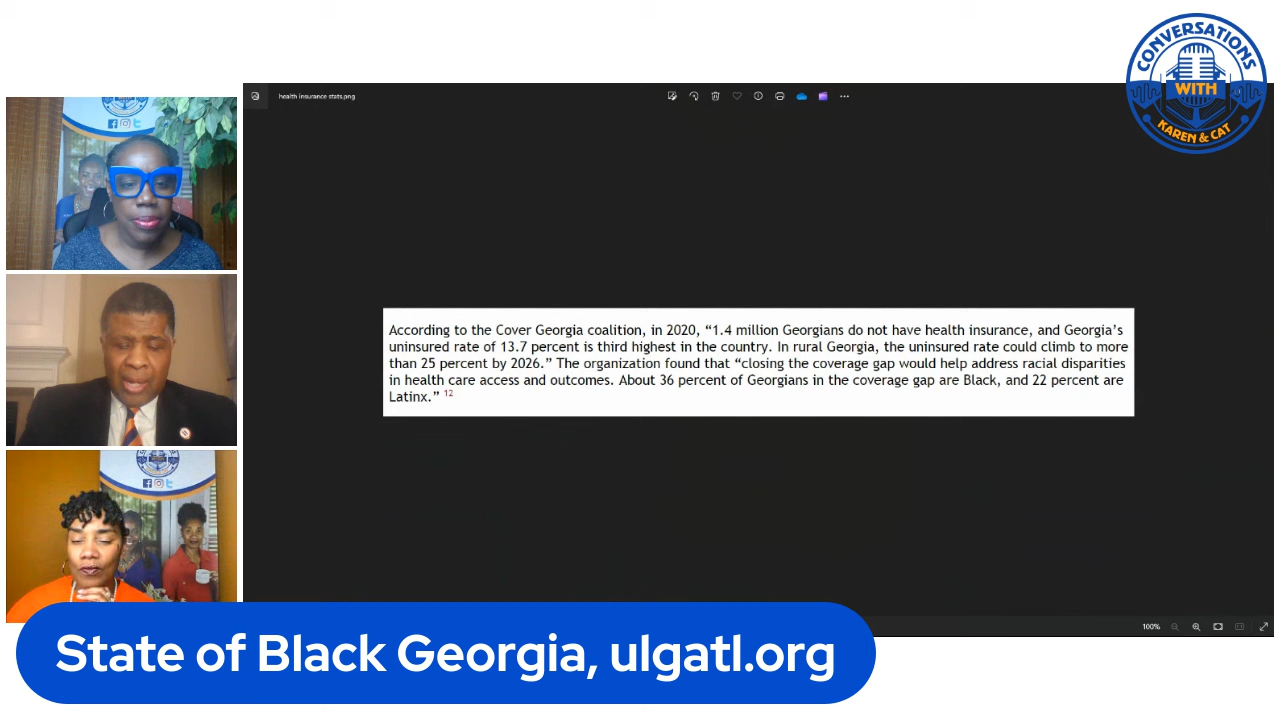 CONVERSATIONS
WITH
KAREN & CAT
health insurance stats.png
According to the Cover Georgia coalition, in 2020, “1.4 million Georgians do not have health insurance, and Georgia’s
uninsured rate of 13.7 percent is third highest in the country. In rural Georgia, the uninsured rate could climb to more
than 25 percent by 2026.” The organization found that “closing the coverage gap would help address racial disparities
in health care access and outcomes. About 36 percent of Georgians in the coverage gap are Black, and 22 percent are
Latinx.” 12
100%
State of Black Georgia, ulgatl.org